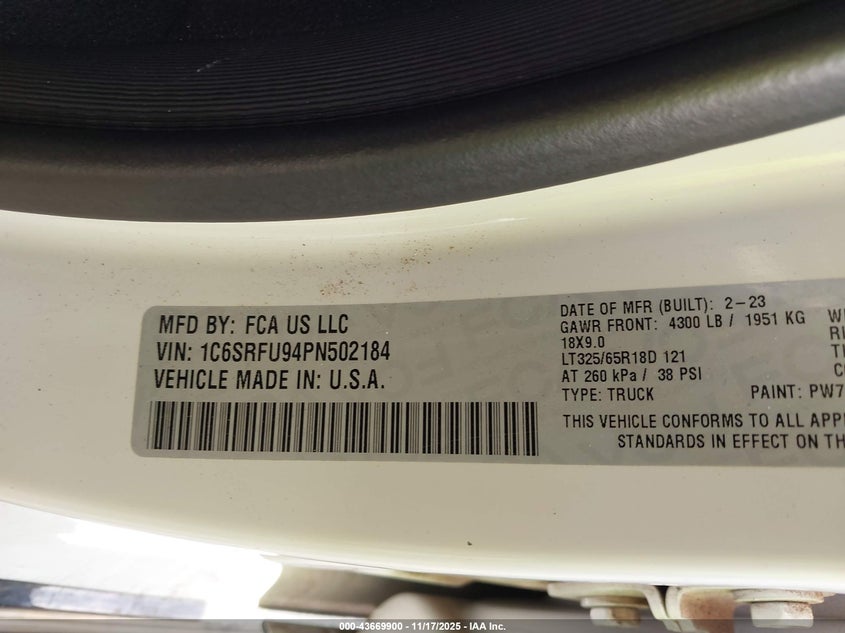 MFD BY: FCA US LLC
VIN: 1C6SRFU94PN502184
VEHICLE MADE IN: U.S.A.
DATE OF MFR (BUILT): 2-23
GAWR FRONT: 4300 LB / 1951 KG
18X9.0
LT325/65R18D 121
AT 260 kPa / 38 PSI
TYPE: TRUCK PAINT: PW7
THIS VEHICLE CONFORMS TO ALL
STANDARDS IN EFFECT ON
000-43669900 - 11/17/2025 - IAA Inc.